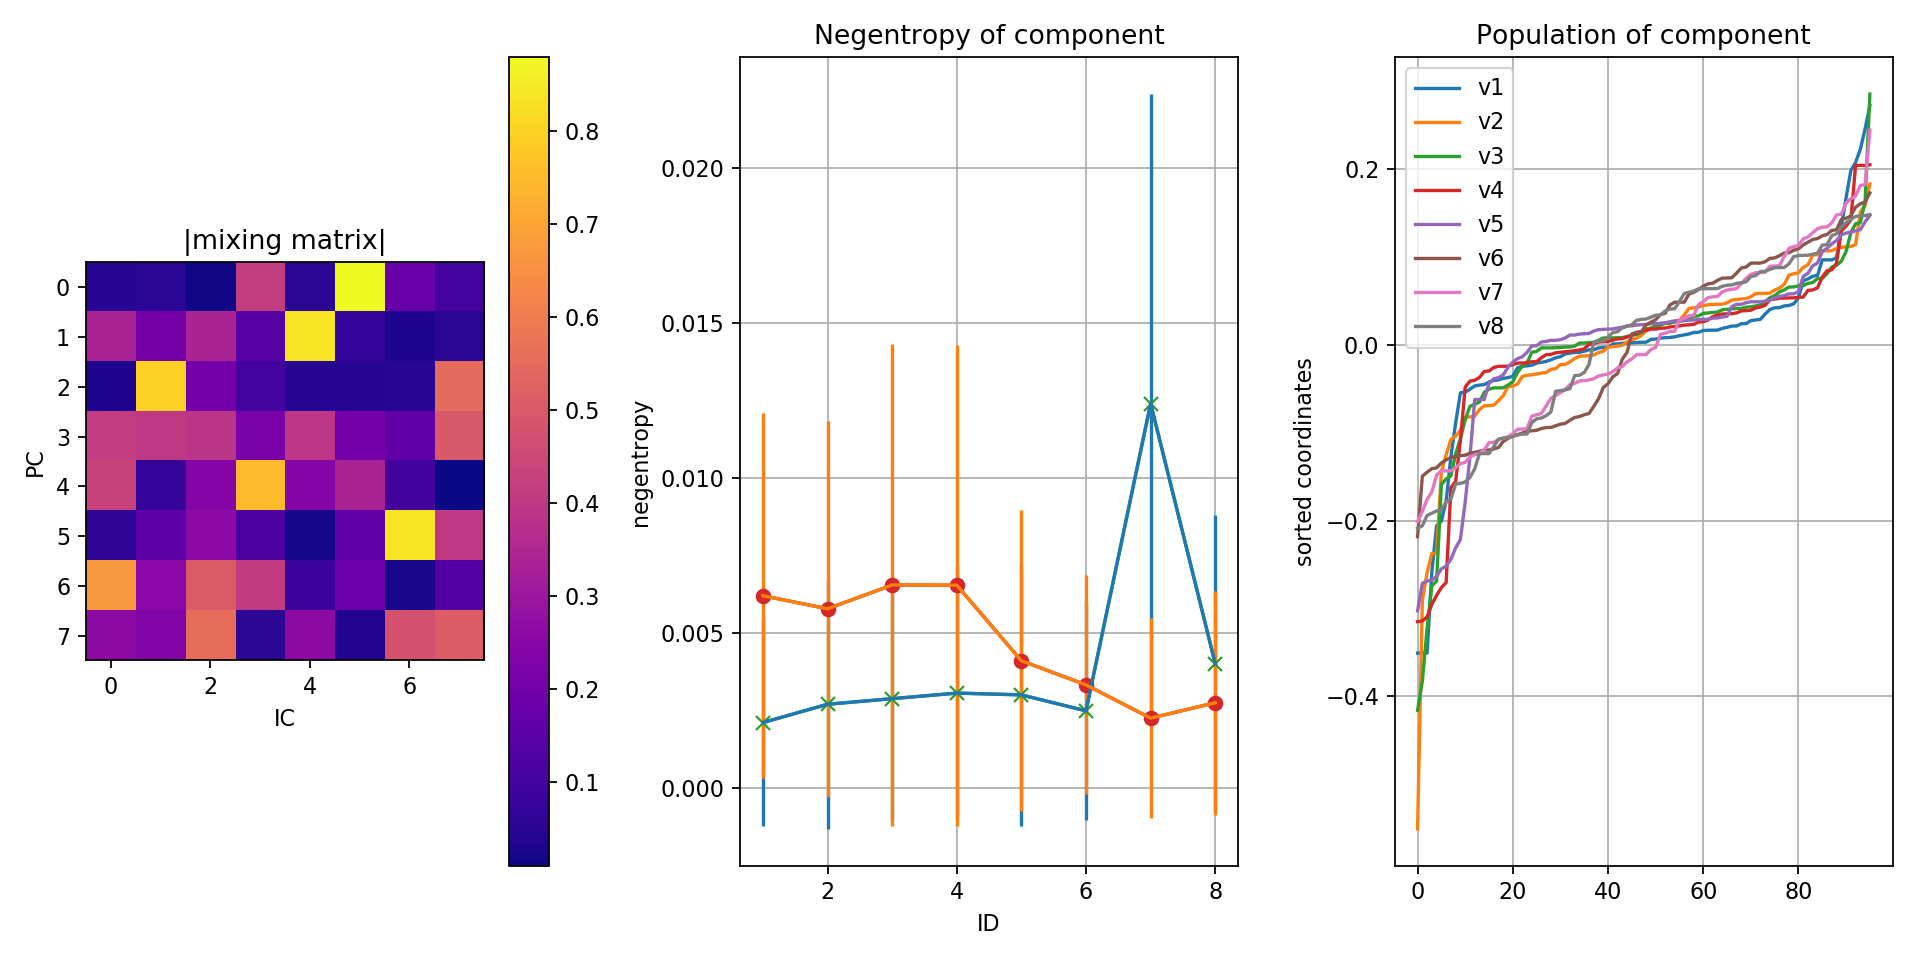 |mixing matrix|
PC
0
1
2
3
4
5
6
7
0 2 4 6
IC
0.8
0.7
0.6
0.5
0.4
0.3
0.2
0.1
Negentropy of component
negentropy
0.020
0.015
0.010
0.005
0.000
2 4 6 8
ID
Population of component
sorted coordinates
0.2
0.0
−0.2
−0.4
0 20 40 60 80
v1
v2
v3
v4
v5
v6
v7
v8